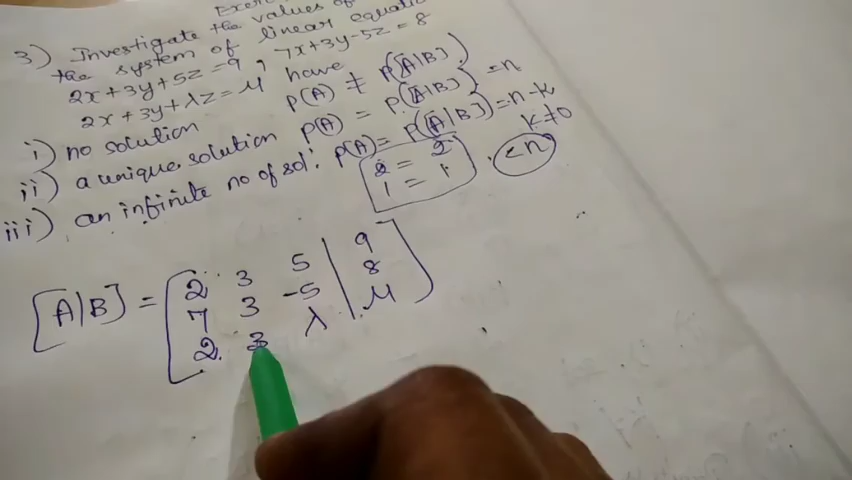 3) Investigate the values of
the system of linear equatio
2x+3y+5z=9, 7x+3y-5z=8
2x+3y+λz=μ have
i) no solution ρ(A) ≠ ρ([A|B])
ii) a unique solution ρ(A) = ρ([A|B]) = n
iii) an infinite no of sol: ρ(A) = ρ([A|B]) = n-k
k≠0
2 = 2
1 = 1
<n
[A|B] = [2 3 5 | 9
7 3 -5 | 8
2 3 λ | μ]